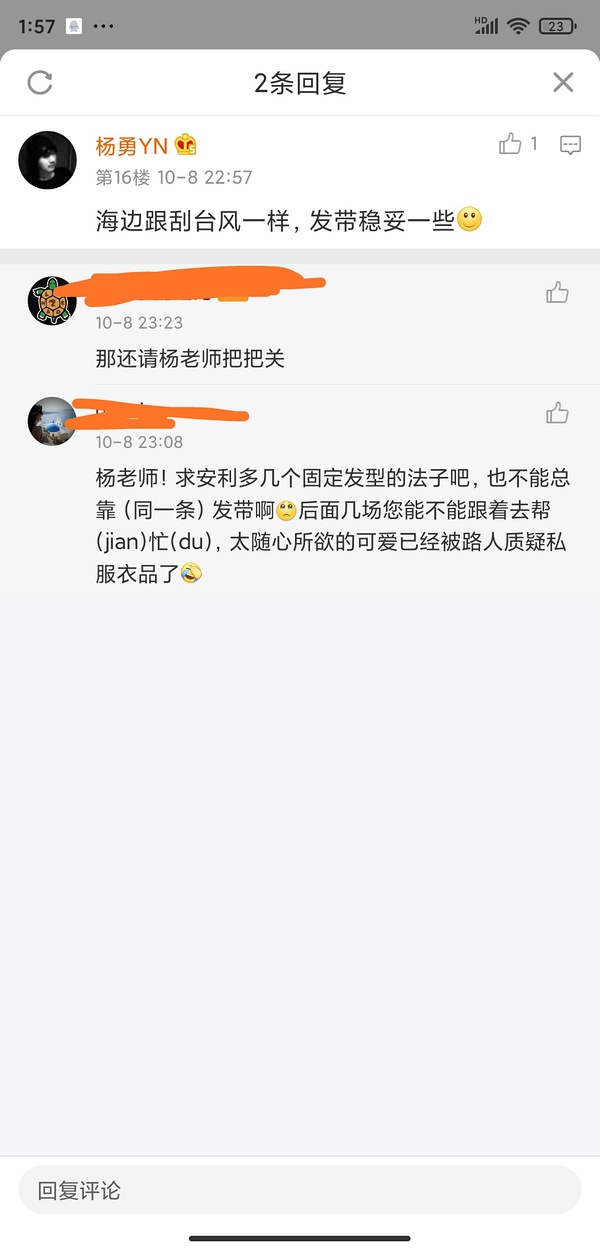 1:57
HD
23
2条回复
杨勇YN
1
第16楼 10-8 22:57
海边跟刮台风一样，发带稳妥一些
10-8 23:23
那还请杨老师把把关
10-8 23:08
杨老师！求安利多几个固定发型的法子吧，也不能总
靠（同一条）发带啊后面几场您能不能跟着去帮
(jian)忙(du)，太随心所欲的可爱已经被路人质疑私
服衣品了
回复评论